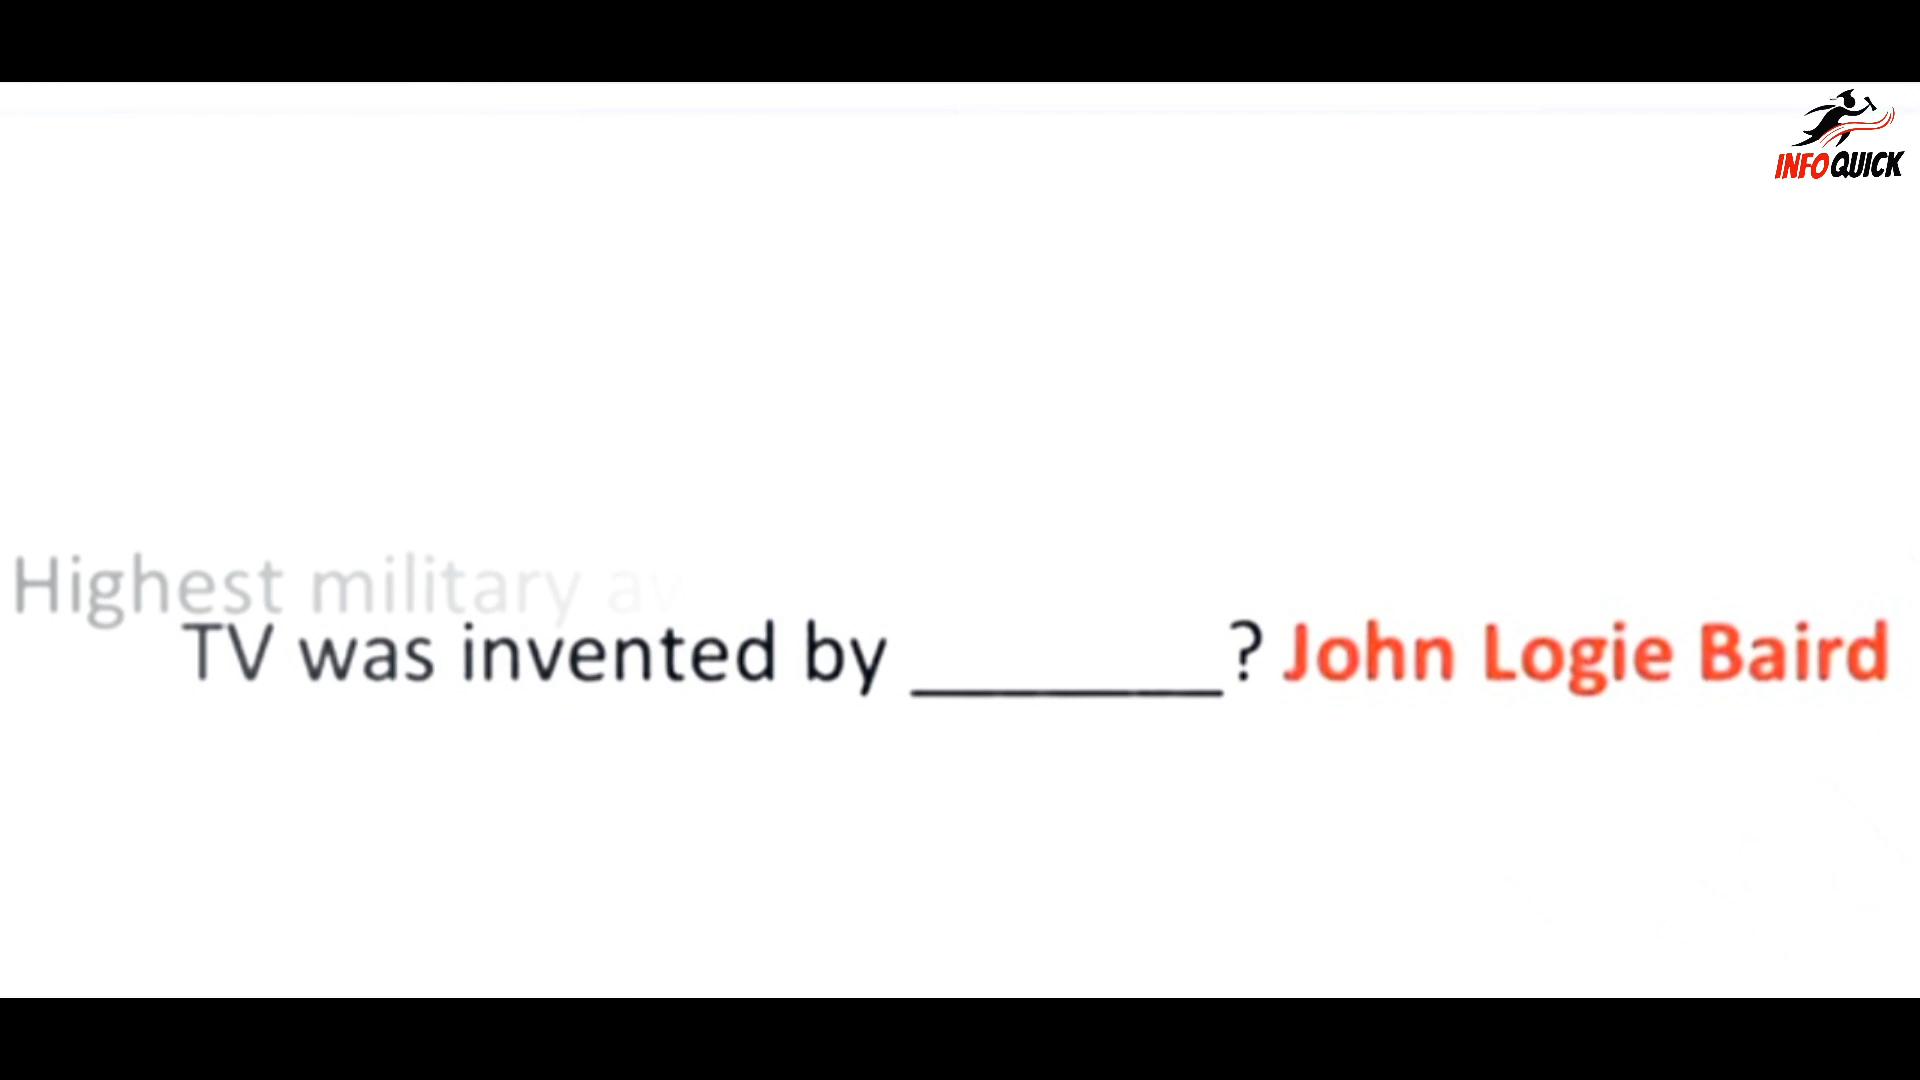 INFOQUICK
Highest military
TV was invented by ________? John Logie Baird